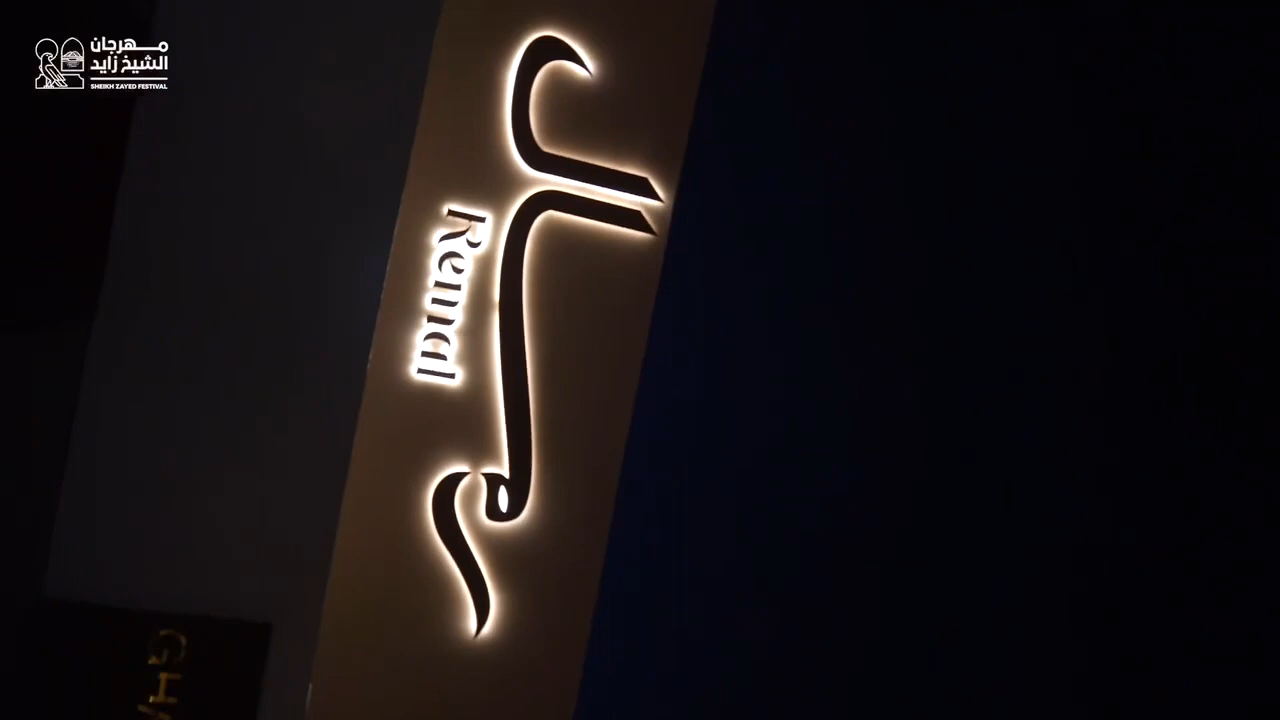 مهرجان
الشيخ زايد
SHEIKH ZAYED FESTIVAL
رمال
Remal